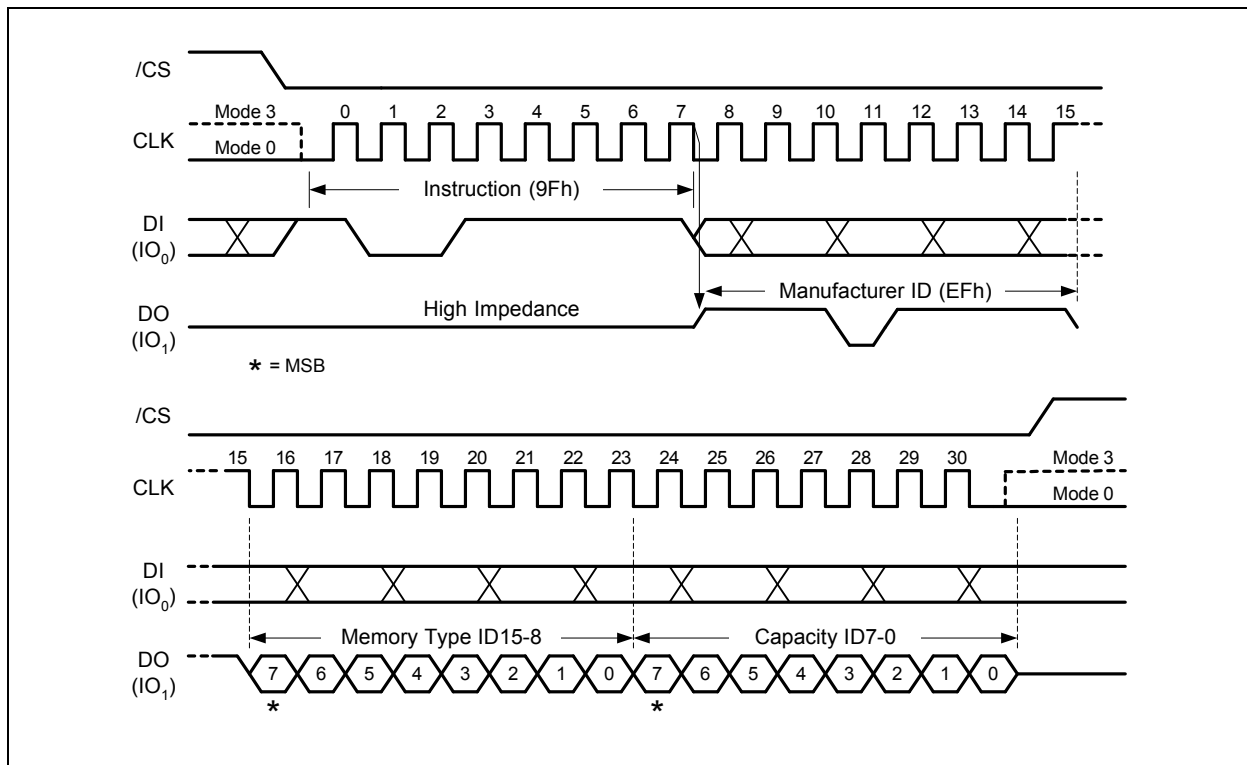 /CS
Mode 3 0 1 2 3 4 5 6 7 8 9 10 11 12 13 14 15
CLK
Mode 0
Instruction (9Fh)
DI
(IO₀)
Manufacturer ID (EFh)
High Impedance
DO
(IO₁)
* = MSB
/CS
15 16 17 18 19 20 21 22 23 24 25 26 27 28 29 30 Mode 3
CLK
Mode 0
DI
(IO₀)
Memory Type ID15-8 Capacity ID7-0
DO
7 6 5 4 3 2 1 0 7 6 5 4 3 2 1 0
(IO₁)
* *